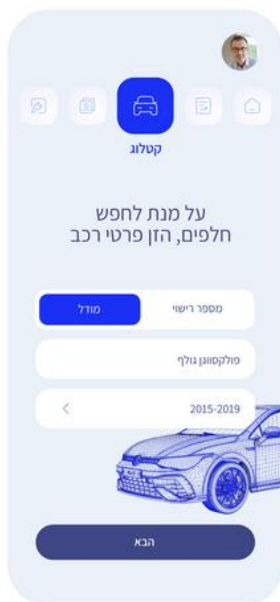 קטלוג
על מנת לחפש
חלפים, הזן פרטי רכב
מספר רישוי
מודל
פולקסווגן גולף
2015-2019
הבא